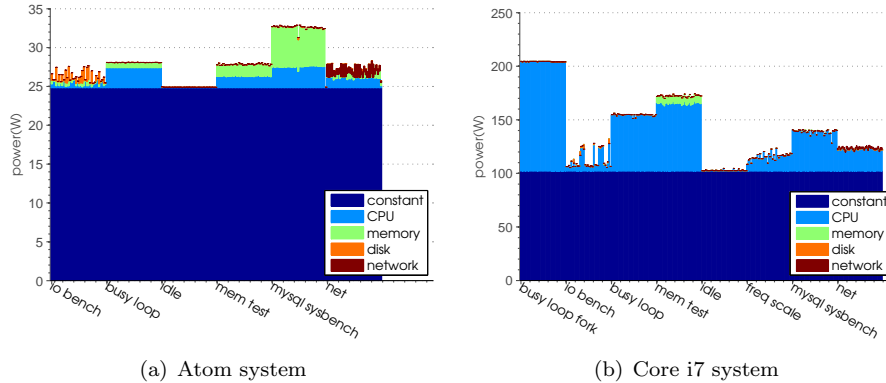 35
30
25
20
15
10
5
0
power(W)
constant
CPU
memory
disk
network
io bench
busy loop
idle
mem test
mysql sysbench
net
(a) Atom system
250
200
150
100
50
0
power(W)
constant
CPU
memory
disk
network
busy loop fork
io bench
busy loop
mem test
idle
freq scale
mysql sysbench
net
(b) Core i7 system